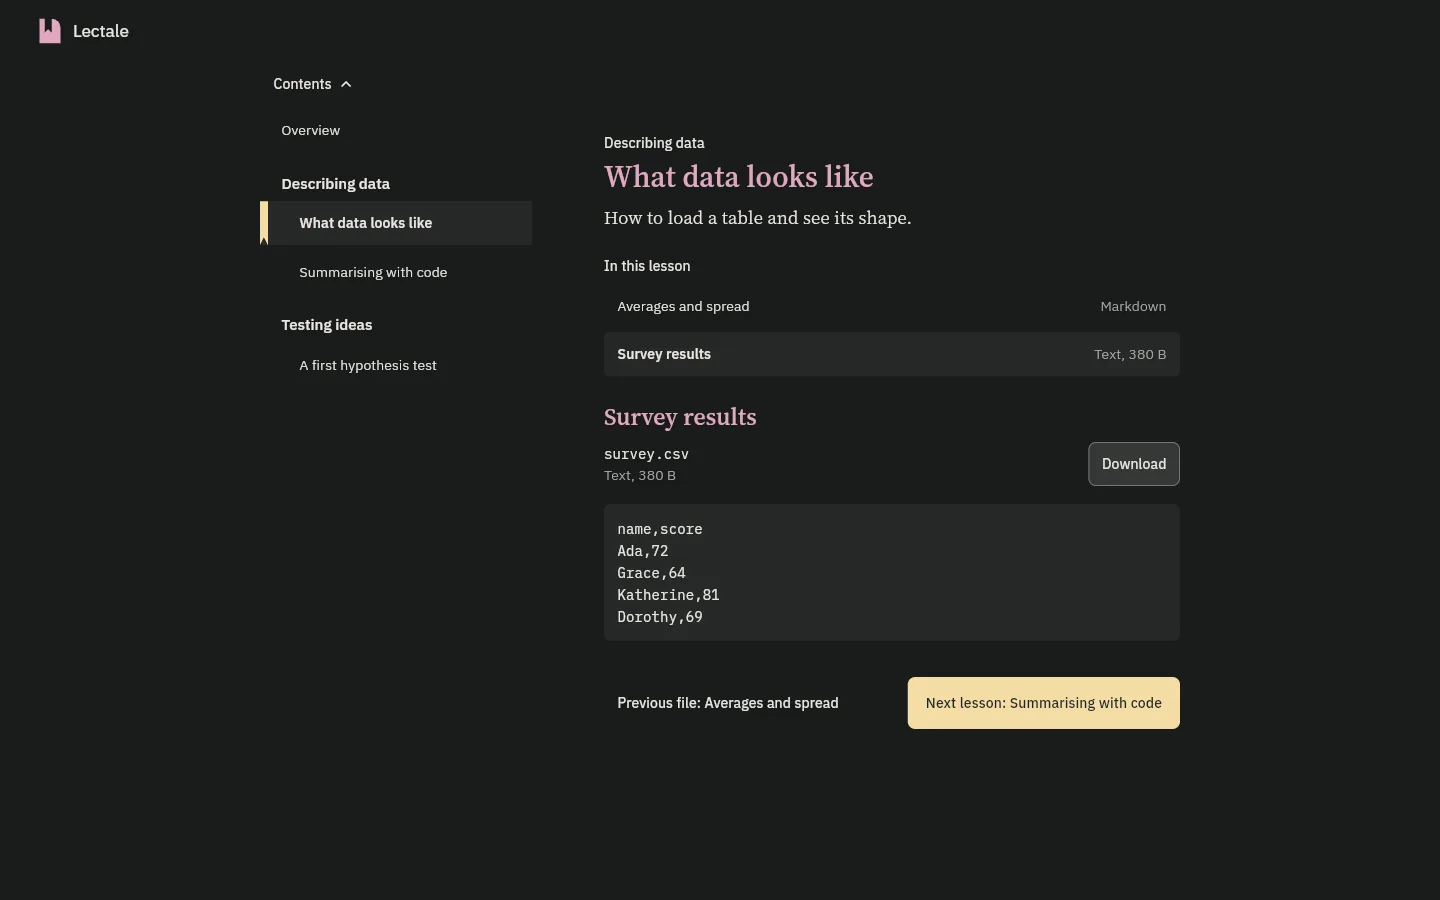 Lectale
Contents
Overview
Describing data
What data looks like
Summarising with code
Testing ideas
A first hypothesis test
Describing data
What data looks like
How to load a table and see its shape.
In this lesson
Averages and spread Markdown
Survey results Text, 380 B
Survey results
survey.csv
Text, 380 B
Download
name,score
Ada,72
Grace,64
Katherine,81
Dorothy,69
Previous file: Averages and spread
Next lesson: Summarising with code